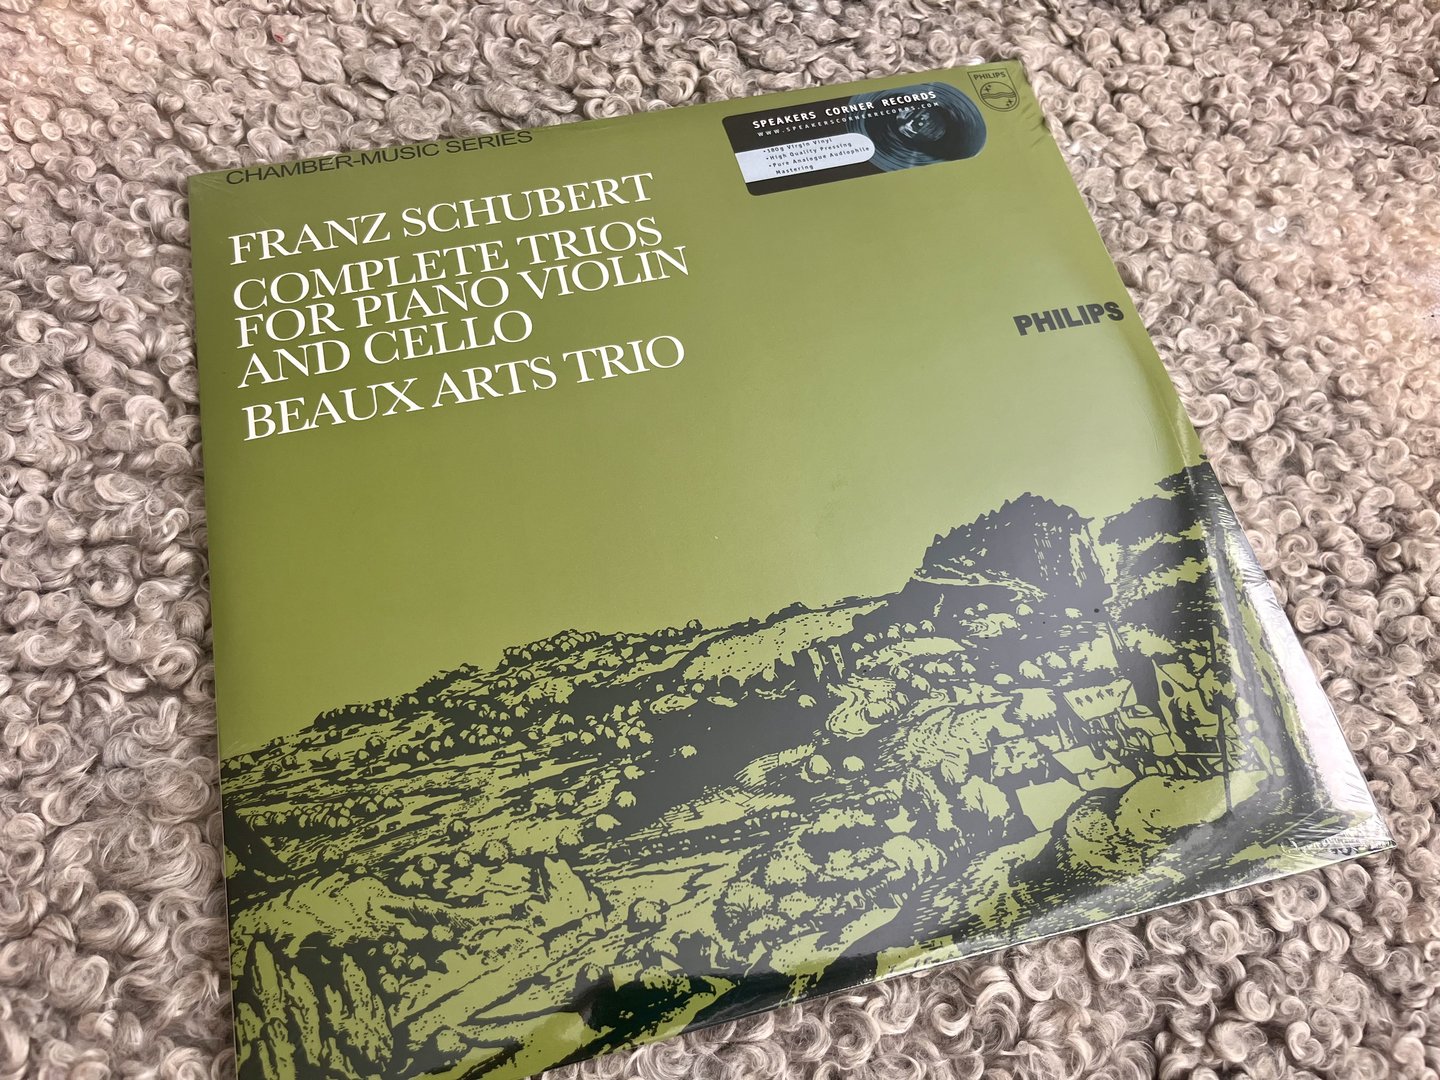 CHAMBER-MUSIC SERIES
FRANZ SCHUBERT
COMPLETE TRIOS
FOR PIANO VIOLIN
AND CELLO
BEAUX ARTS TRIO
SPEAKERS CORNER RECORDS
WWW.SPEAKERSCORNERRECORDS.COM
•180g Virgin Vinyl
•High Quality Pressing
•Pure Analogue Audiophile
Mastering
PHILIPS
PHILIPS